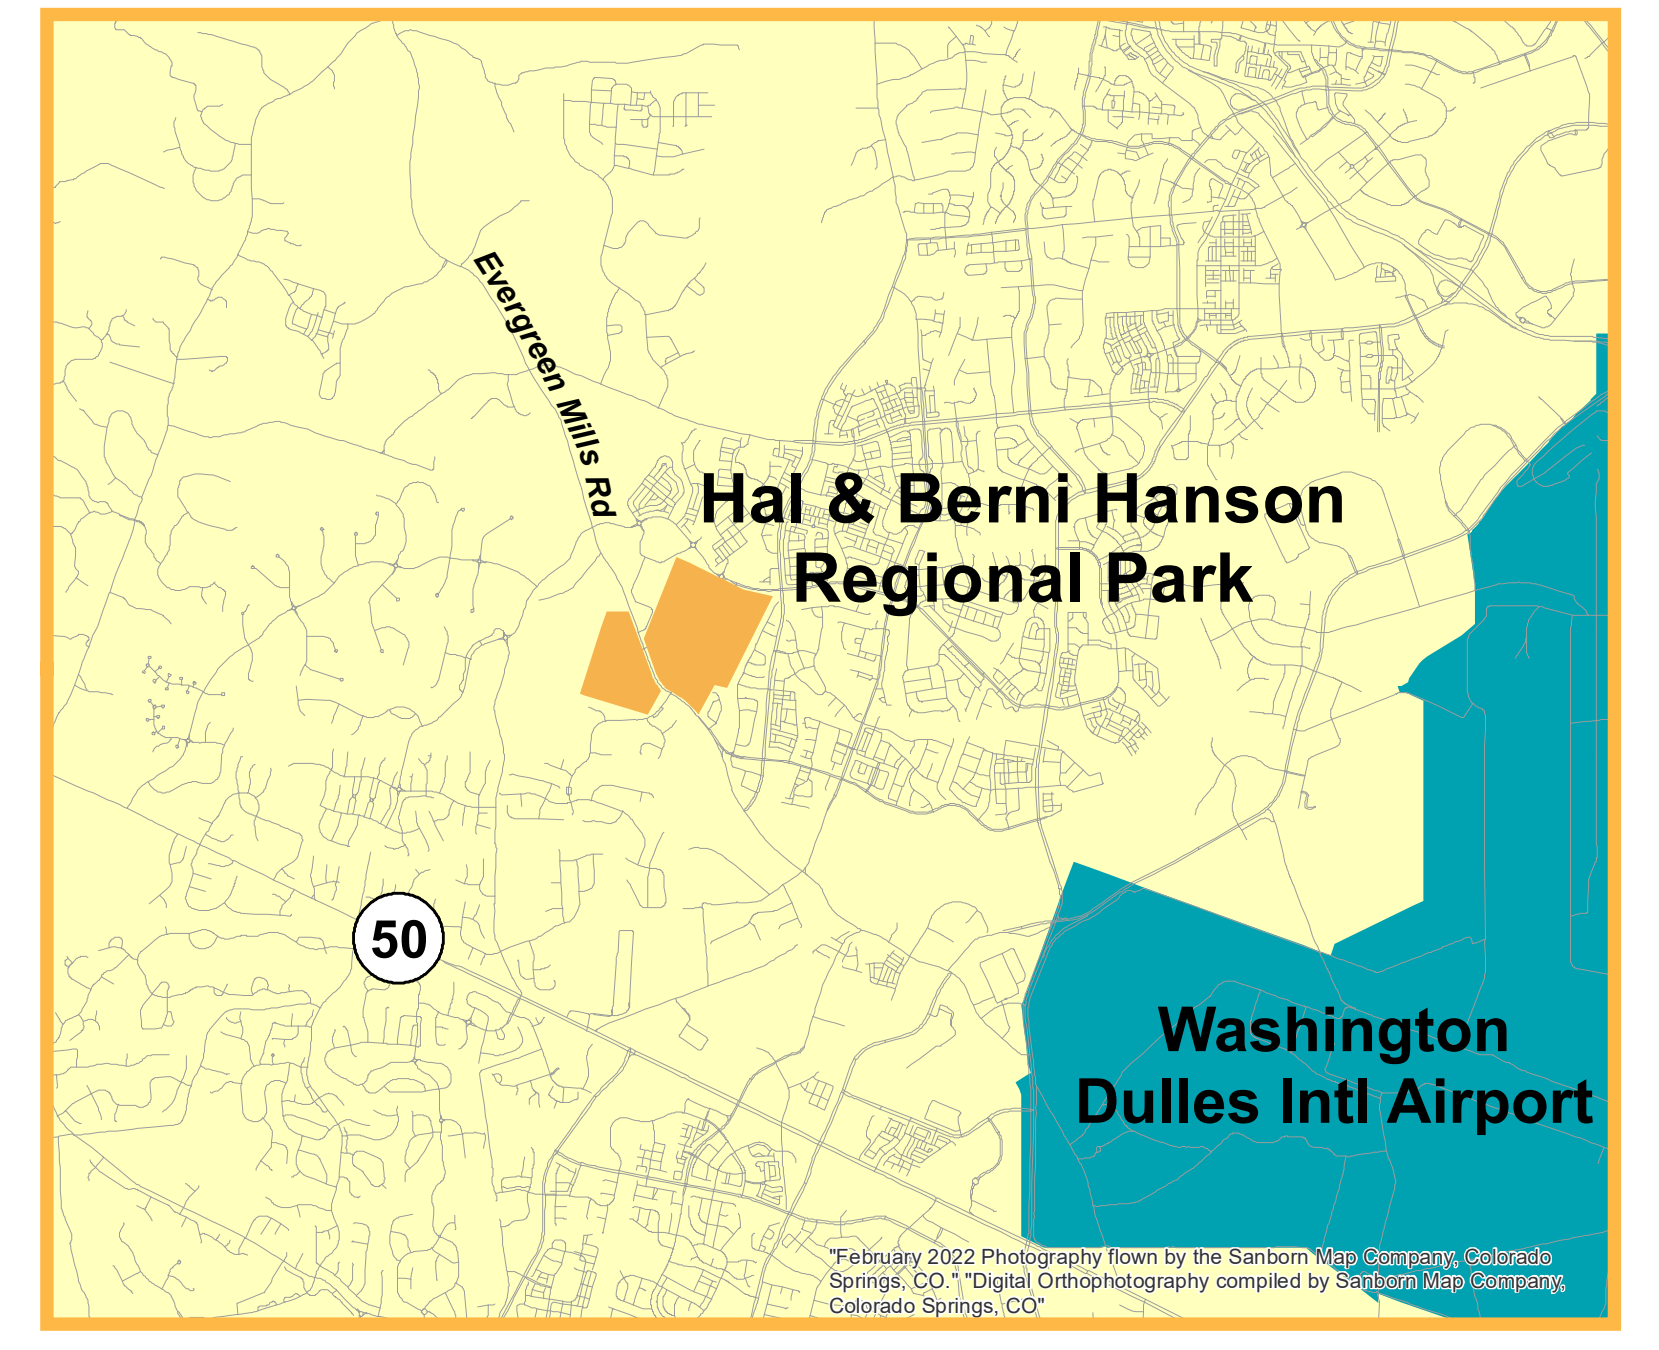 Evergreen Mills Rd
Hal & Berni Hanson
Regional Park
50
Washington
Dulles Intl Airport
"February 2022 Photography flown by the Sanborn Map Company, Colorado
Springs, CO." "Digital Orthophotography compiled by Sanborn Map Company,
Colorado Springs, CO"